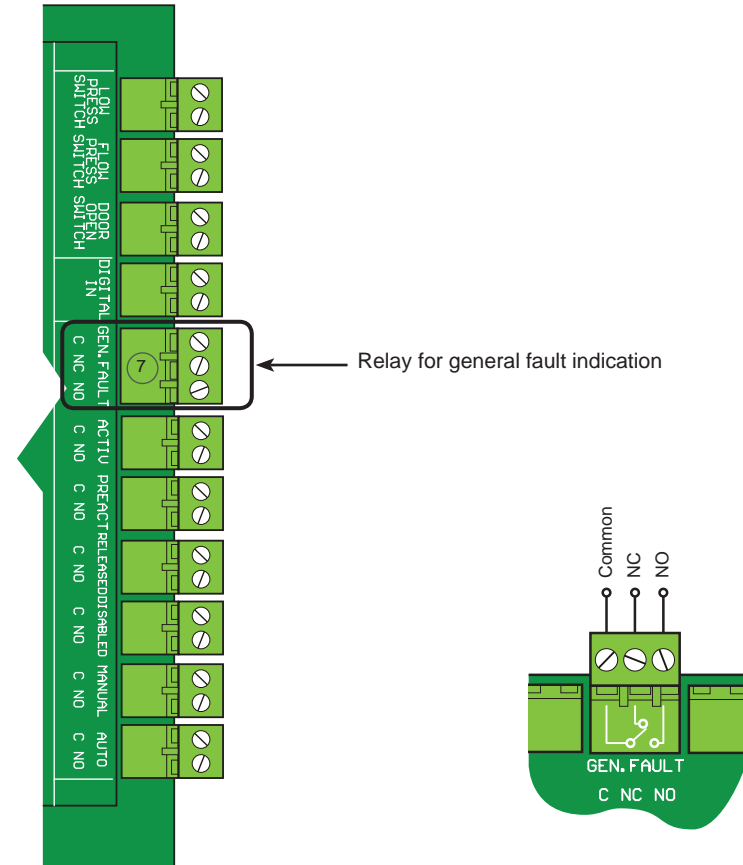 LOW
PRESS
SWITCH
FLOW
PRESS
SWITCH
DOOR
OPEN
SWITCH
DIGITAL
IN
GEN.FAULT
C NC NO
7
Relay for general fault indication
ACTIV
C NO
PREACT
C NO
RELEASED
C NO
DISABLED
C NO
MANUAL
C NO
AUTO
C NO
Common
NC
NO
GEN.FAULT
C NC NO